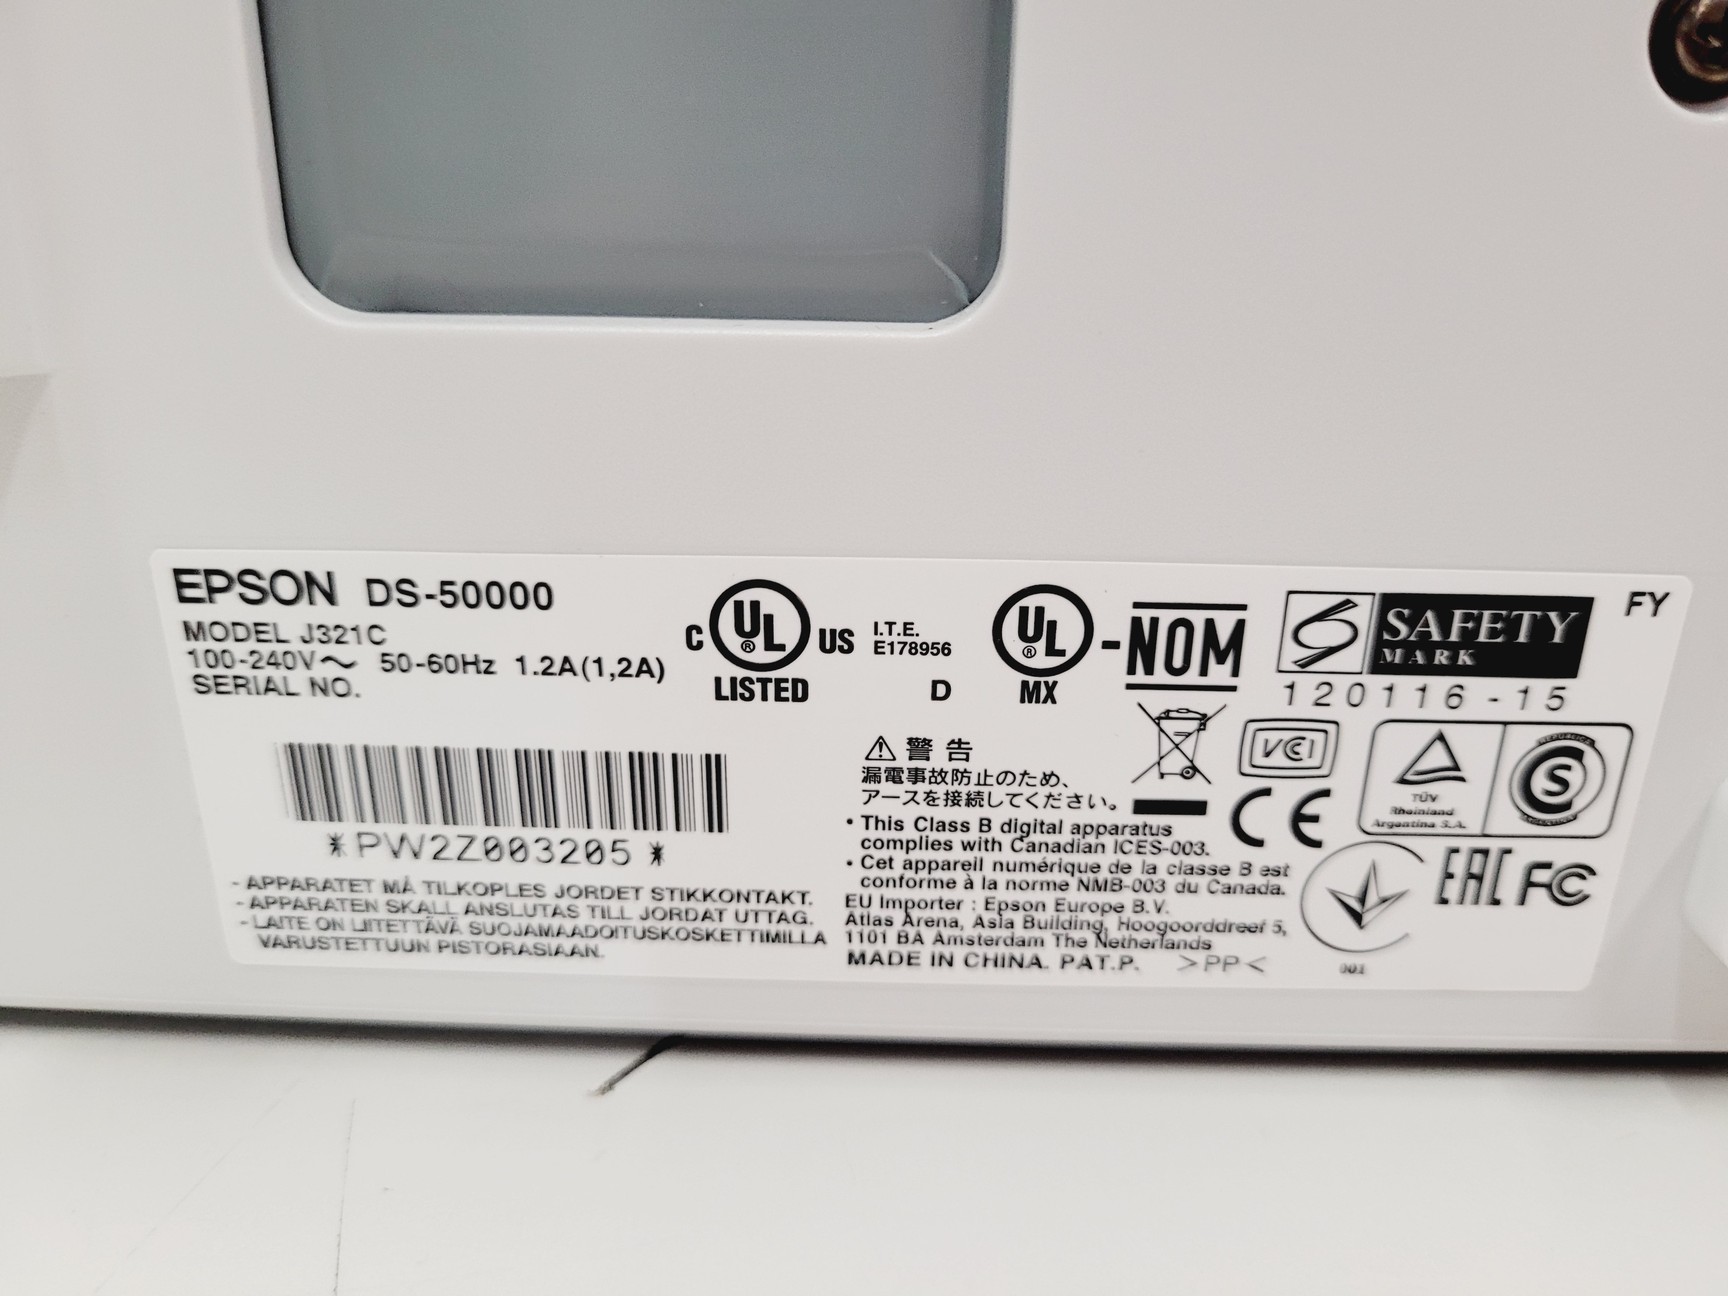 EPSON DS-50000
MODEL J321C
100-240V～ 50-60Hz 1.2A(1,2A)
SERIAL NO.
*PW2Z003205*
- APPARATET MÅ TILKOPLES JORDET STIKKONTAKT.
- APPARATEN SKALL ANSLUTAS TILL JORDAT UTTAG.
- LAITE ON LIITETTÄVÄ SUOJAMAADOITUSKOSKETTIMILLA
VARUSTETTUUN PISTORASIAAN.
C UL ® US
LISTED
I.T.E.
E178956
D
UL ®
MX
-NOM
SAFETY
MARK
120116-15
FY
⚠ 警告
漏電事故防止のため、
アースを接続してください。
VCI
CE
TÜV
Rheinland
Argentina S.A.
REPUBLICA
S
ARGENTINA
• This Class B digital apparatus
complies with Canadian ICES-003.
• Cet appareil numérique de la classe B est
conforme à la norme NMB-003 du Canada.
EU Importer : Epson Europe B.V.
Atlas Arena, Asia Building, Hoogoorddreef 5,
1101 BA Amsterdam The Netherlands
MADE IN CHINA. PAT.P. >PP<
EAC FC